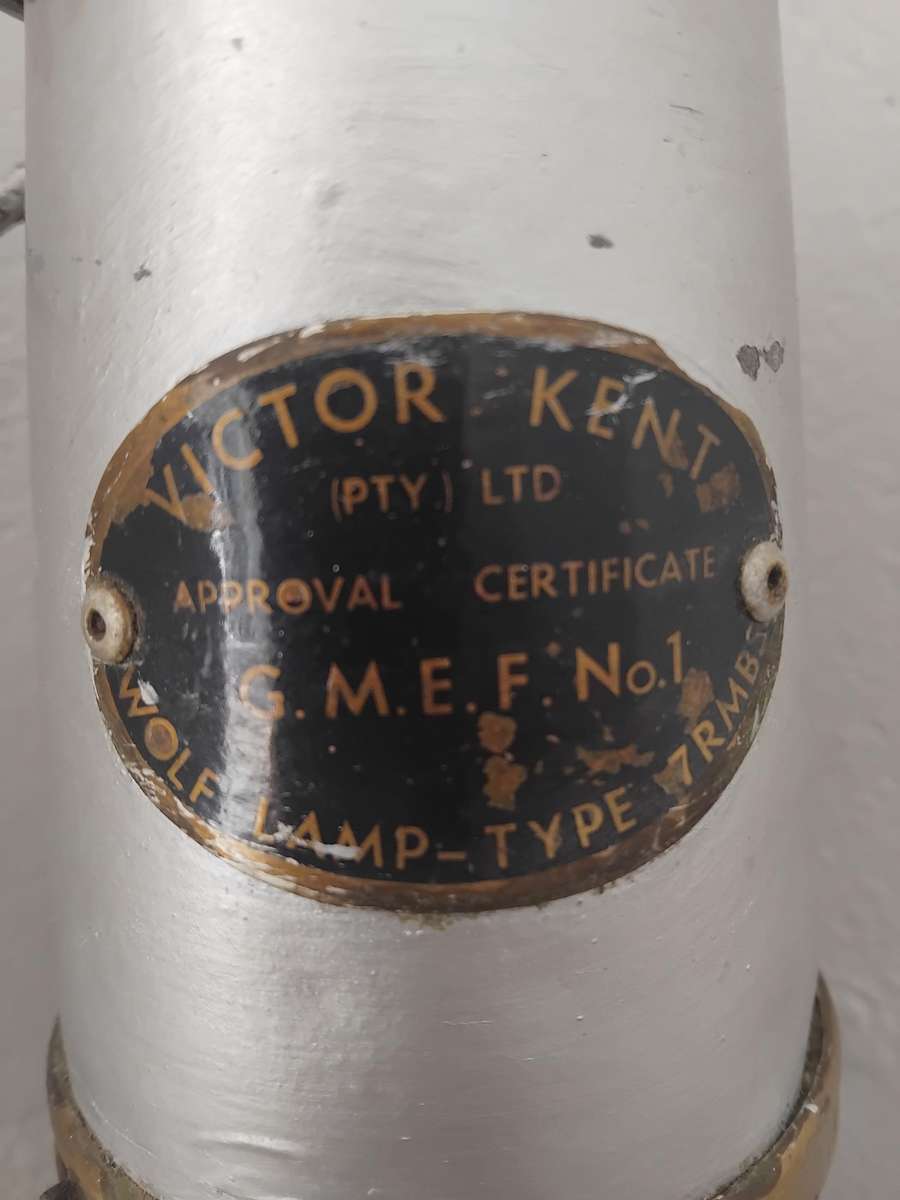 VICTOR KENT
(PTY.) LTD
APPROVAL CERTIFICATE
G.M.E.F. No.1
WOLF LAMP-TYPE 7RMBS